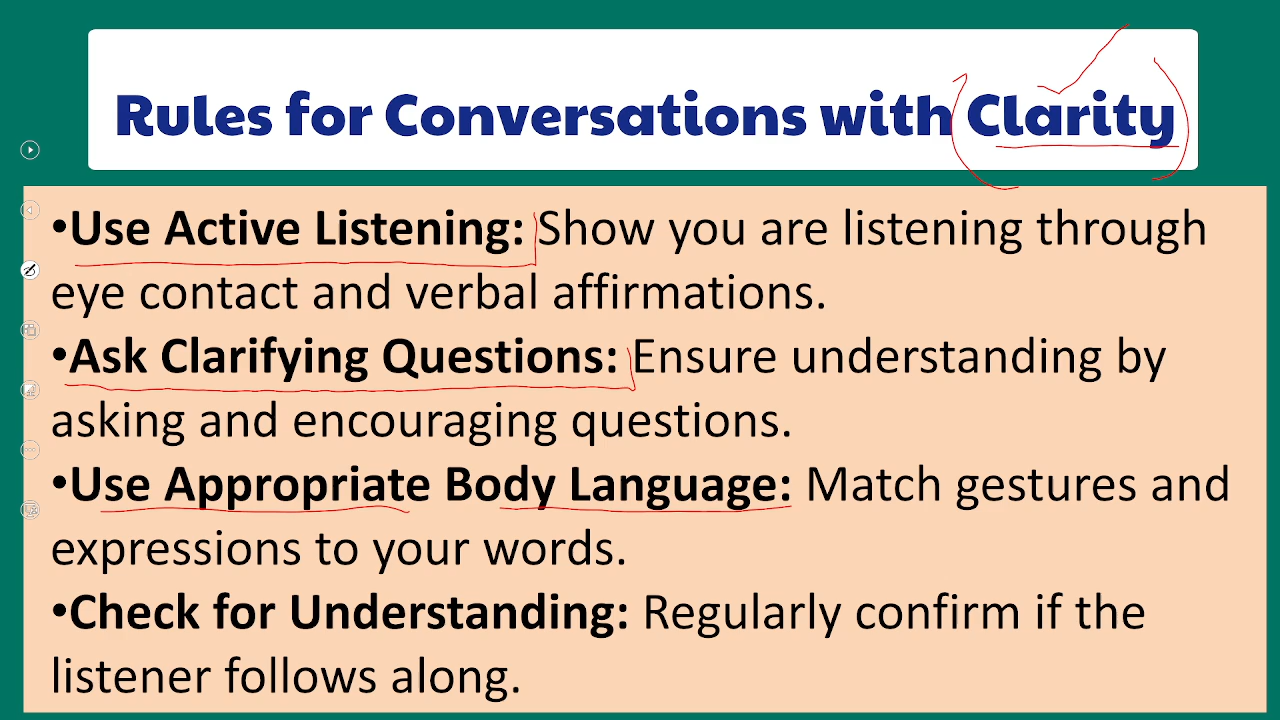 Rules for Conversations with Clarity
•Use Active Listening: Show you are listening through
eye contact and verbal affirmations.
•Ask Clarifying Questions: Ensure understanding by
asking and encouraging questions.
•Use Appropriate Body Language: Match gestures and
expressions to your words.
•Check for Understanding: Regularly confirm if the
listener follows along.